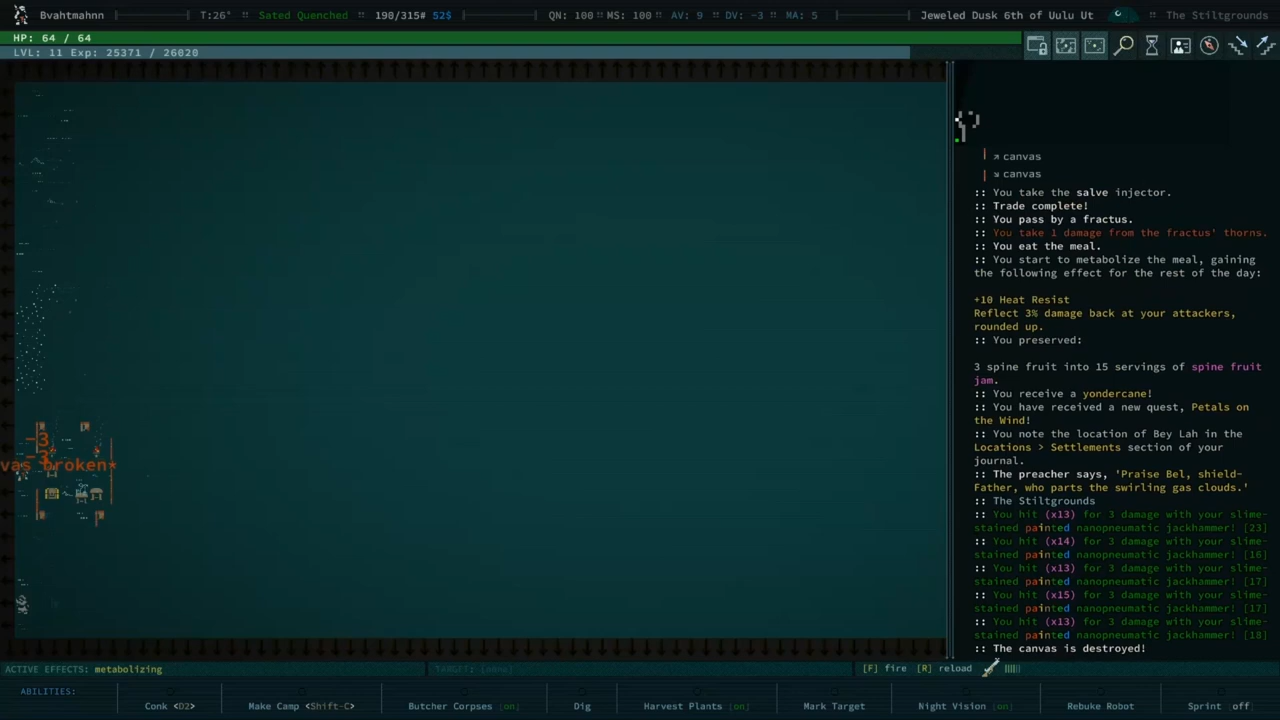 Bvahtmahnn T:26° Sated Quenched 190/315# 52$ QN: 100 MS: 100 AV: 9 DV: -3 MA: 5 Jeweled Dusk 6th of Uulu Ut The Stiltgrounds
HP: 64 / 64
LVL: 11 Exp: 25371 / 26020
canvas
canvas
:: You take the salve injector.
:: Trade complete!
:: You pass by a fractus.
:: You take 1 damage from the fractus' thorns.
:: You eat the meal.
:: You start to metabolize the meal, gaining
the following effect for the rest of the day:
+10 Heat Resist
Reflect 3% damage back at your attackers,
rounded up.
:: You preserved:
3 spine fruit into 15 servings of spine fruit
jam.
:: You receive a yondercane!
:: You have received a new quest, Petals on
the Wind!
:: You note the location of Bey Lah in the
Locations > Settlements section of your
journal.
:: The preacher says, 'Praise Bel, shield-
Father, who parts the swirling gas clouds.'
:: The Stiltgrounds
:: You hit (x13) for 3 damage with your slime-
stained painted nanopneumatic jackhammer! [23]
:: You hit (x14) for 3 damage with your slime-
stained painted nanopneumatic jackhammer! [16]
:: You hit (x13) for 3 damage with your slime-
stained painted nanopneumatic jackhammer! [17]
:: You hit (x15) for 3 damage with your slime-
stained painted nanopneumatic jackhammer! [17]
:: You hit (x13) for 3 damage with your slime-
stained painted nanopneumatic jackhammer! [18]
:: The canvas is destroyed!
-3
-3
vas broken*
ACTIVE EFFECTS: metabolizing TARGET: [none] [F] fire [R] reload
ABILITIES: Conk <D2> Make Camp <Shift-C> Butcher Corpses [on] Dig Harvest Plants [on] Mark Target Night Vision [on] Rebuke Robot Sprint [off